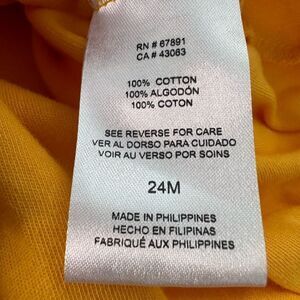 RN # 67891
CA # 43063
100% COTTON
100% ALGODÓN
100% COTON
SEE REVERSE FOR CARE
VER AL DORSO PARA CUIDADO
VOIR AU VERSO POR SOINS
24M
MADE IN PHILIPPINES
HECHO EN FILIPINAS
FABRIQUÉ AUX PHILIPPINES